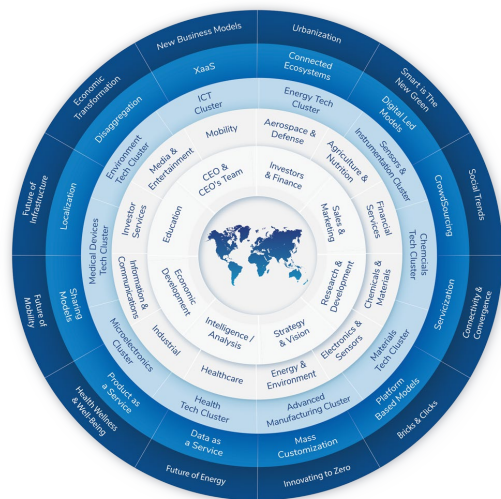 New Business Models
Urbanization
Smart is The
New Green
Social Trends
Connectivity &
Convergence
Bricks & Clicks
Innovating to Zero
Future of Energy
Health Wellness
& Well-Being
Future of
Mobility
Future of
Infrastructure
Economic
Transformation
XaaS
Connected
Ecosystems
Digital Led
Models
CrowdSourcing
Servicization
Platform
Based Models
Mass
Customization
Data as
a Service
Product as
a Service
Sharing
Models
Localization
Disaggregation
ICT
Cluster
Energy Tech
Cluster
Sensors &
Instrumentation Cluster
Chemcials
Tech Cluster
Materials
Tech Cluster
Advanced
Manufacturing Cluster
Health
Tech Cluster
Microelectronics
Cluster
Medical Devices
Tech Cluster
Environment
Tech Cluster
Mobility
Aerospace &
Defense
Agriculture &
Nutrition
Financial
Services
Chemicals &
Materials
Electronics &
Sensors
Energy &
Environment
Healthcare
Industrial
Information &
Communications
Investor
Services
Media &
Entertainment
CEO &
CEO's Team
Investors
& Finance
Sales &
Marketing
Research &
Development
Strategy
& Vision
Intelligence /
Analysis
Economic
Development
Education